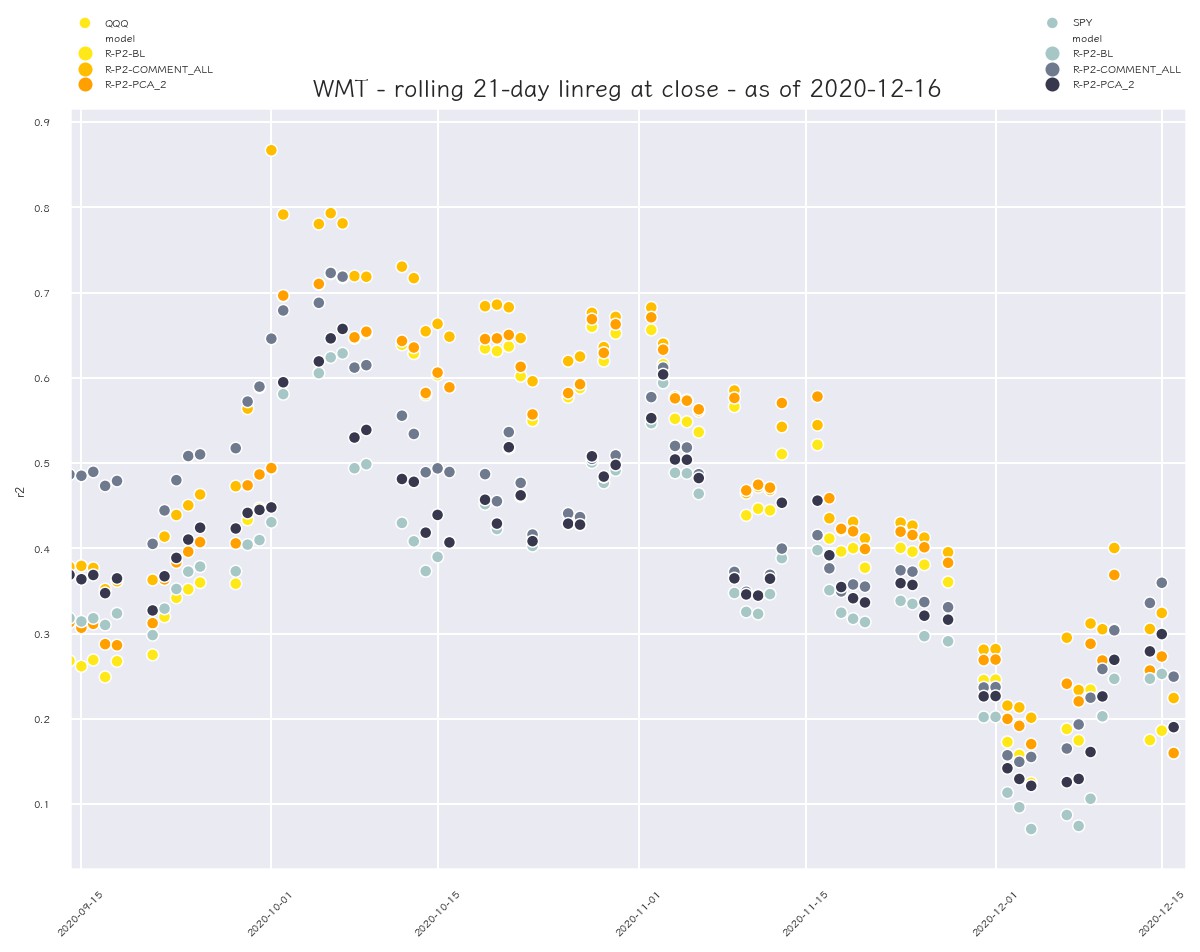 QQQ
model
R-P2-BL
R-P2-COMMENT_ALL
R-P2-PCA_2
SPY
model
R-P2-BL
R-P2-COMMENT_ALL
R-P2-PCA_2
WMT - rolling 21-day linreg at close - as of 2020-12-16
0.9
0.8
0.7
0.6
0.5
0.4
0.3
0.2
0.1
r2
2020-09-15
2020-10-01
2020-10-15
2020-11-01
2020-11-15
2020-12-01
2020-12-15